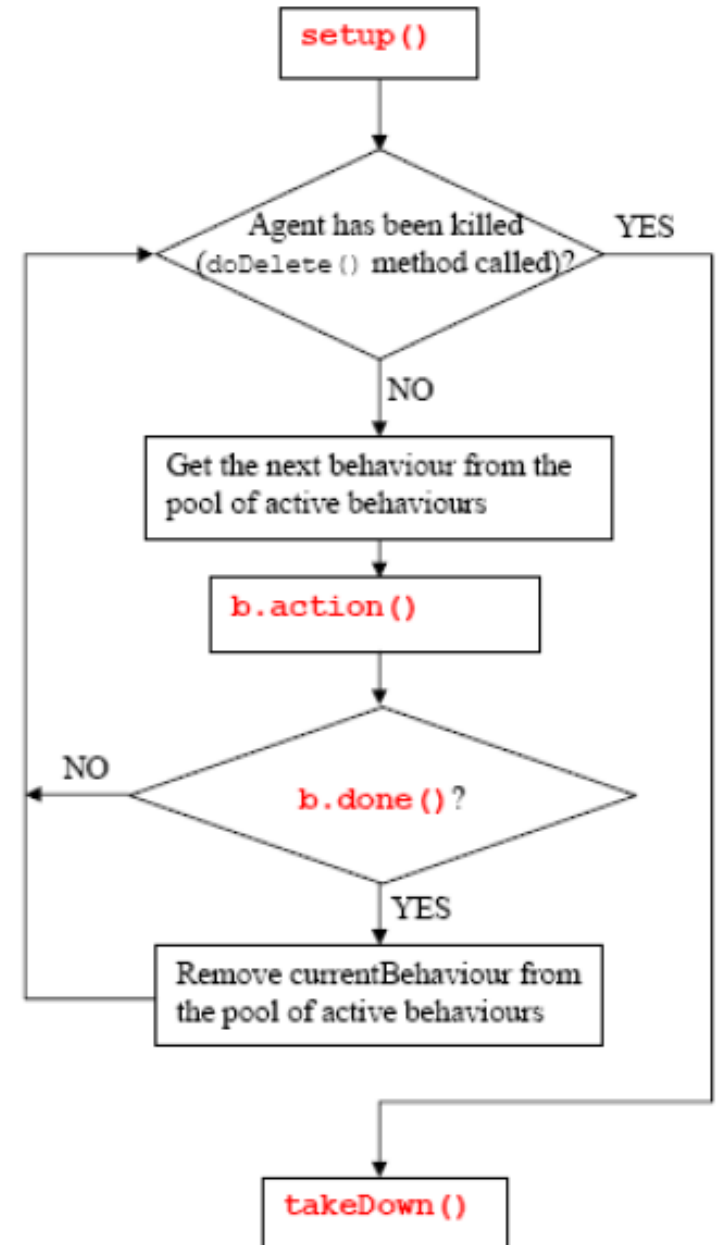 setup()
Agent has been killed
(doDelete() method called)?
YES
NO
Get the next behaviour from the
pool of active behaviours
b.action()
NO
b.done()?
YES
Remove currentBehaviour from
the pool of active behaviours
takeDown()